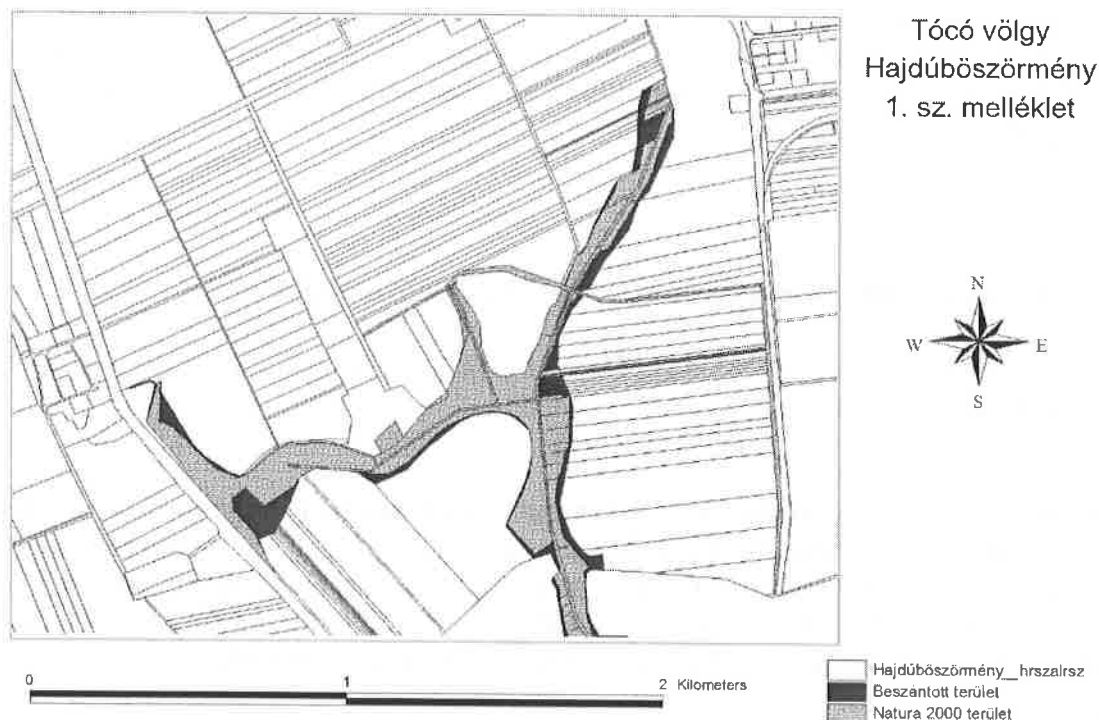 Tócó völgy
Hajdúböszörmény
1. sz. melléklet
N
W E
S
0 1 2 Kilometers
Hajdúböszörmény_hrszalrsz
Beszántott terület
Natura 2000 terület